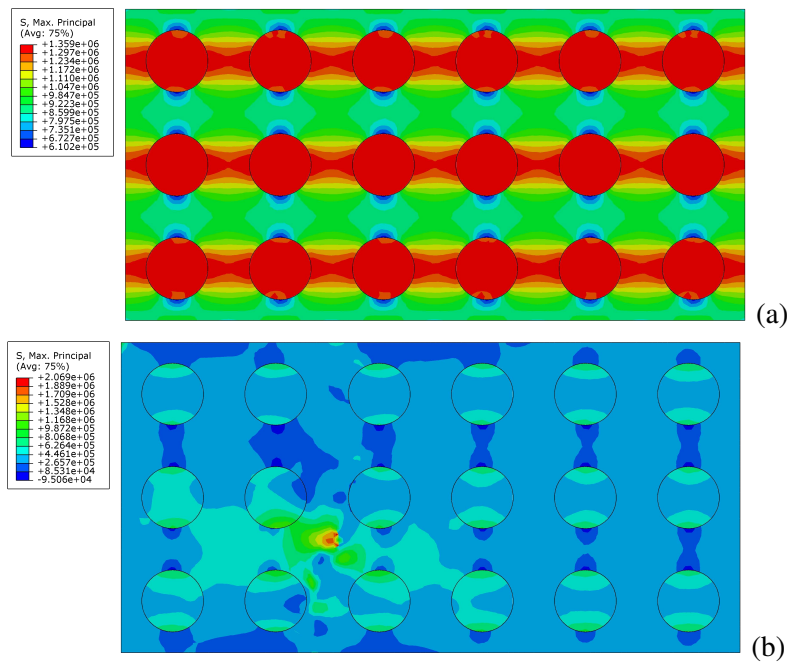 S, Max. Principal
(Avg: 75%)
+1.359e+06
+1.297e+06
+1.234e+06
+1.172e+06
+1.110e+06
+1.047e+06
+9.847e+05
+9.223e+05
+8.599e+05
+7.975e+05
+7.351e+05
+6.727e+05
+6.102e+05
(a)
S, Max. Principal
(Avg: 75%)
+2.069e+06
+1.889e+06
+1.709e+06
+1.528e+06
+1.348e+06
+1.168e+06
+9.872e+05
+8.068e+05
+6.264e+05
+4.461e+05
+2.657e+05
+8.531e+04
-9.506e+04
(b)